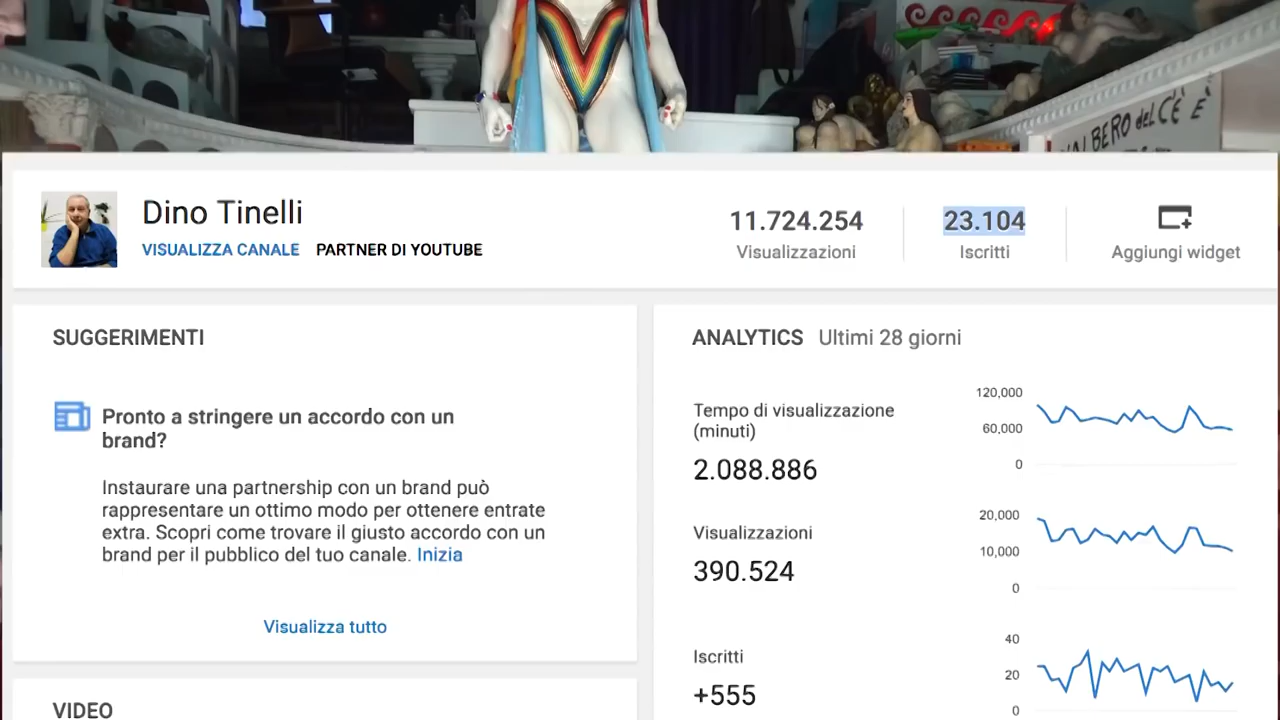 L'ALBERO del C'È È
Dino Tinelli
VISUALIZZA CANALE PARTNER DI YOUTUBE
11.724.254
Visualizzazioni
23.104
Iscritti
Aggiungi widget
SUGGERIMENTI
Pronto a stringere un accordo con un
brand?
Instaurare una partnership con un brand può
rappresentare un ottimo modo per ottenere entrate
extra. Scopri come trovare il giusto accordo con un
brand per il pubblico del tuo canale. Inizia
Visualizza tutto
VIDEO
ANALYTICS Ultimi 28 giorni
Tempo di visualizzazione
(minuti)
2.088.886
120,000
60,000
0
Visualizzazioni
390.524
20,000
10,000
0
Iscritti
+555
40
20
0